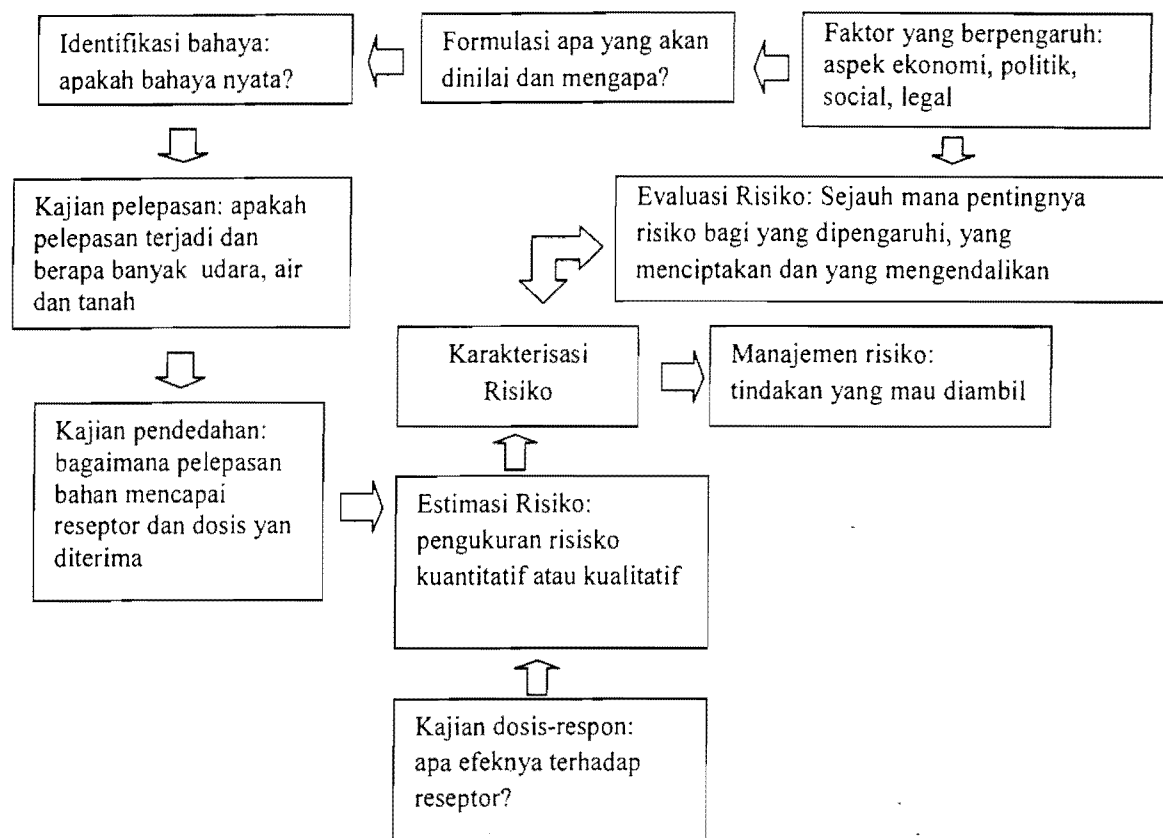 Identifikasi bahaya:
apakah bahaya nyata?
Formulasi apa yang akan
dinilai dan mengapa?
Faktor yang berpengaruh:
aspek ekonomi, politik,
social, legal
Kajian pelepasan: apakah
pelepasan terjadi dan
berapa banyak udara, air
dan tanah
Evaluasi Risiko: Sejauh mana pentingnya
risiko bagi yang dipengaruhi, yang
menciptakan dan yang mengendalikan
Karakterisasi
Risiko
Manajemen risiko:
tindakan yang mau diambil
Kajian pendedahan:
bagaimana pelepasan
bahan mencapai
reseptor dan dosis yan
diterima
Estimasi Risiko:
pengukuran risisko
kuantitatif atau kualitatif
Kajian dosis-respon:
apa efeknya terhadap
reseptor?